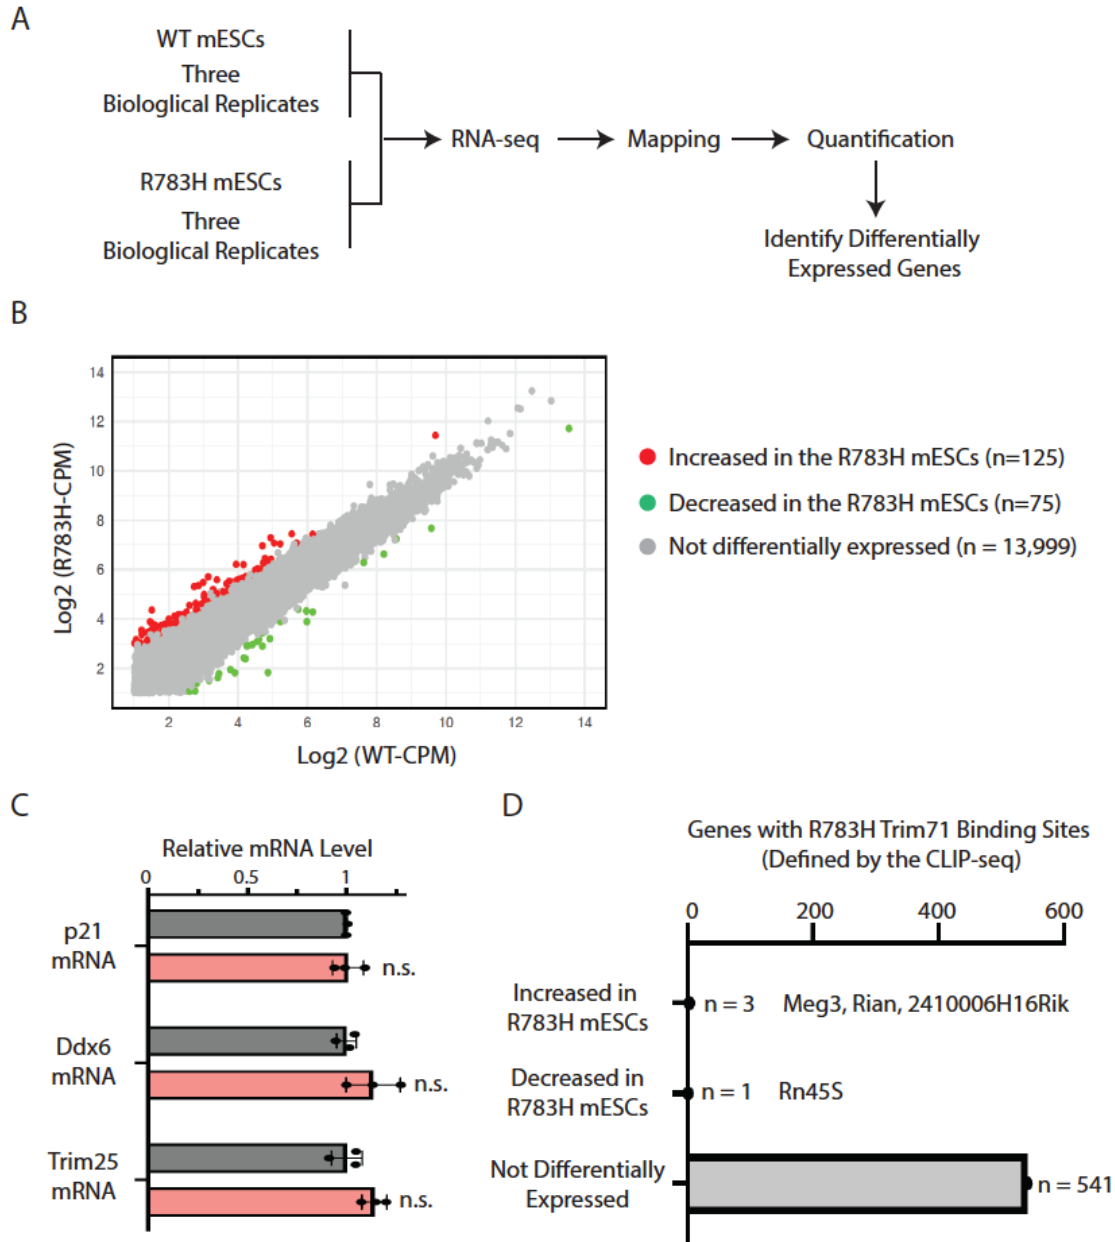 A
WT mESCs
Three
Biologlcal Replicates
R783H mESCs
Three
Biologlcal Replicates
RNA-seq
Mapping
Quantification
Identify Differentially
Expressed Genes
B
Log2 (R783H-CPM)
14
12
10
8
6
4
2
2 4 6 8 10 12 14
Log2 (WT-CPM)
Increased in the R783H mESCs (n=125)
Decreased in the R783H mESCs (n=75)
Not differentially expressed (n = 13,999)
C
Relative mRNA Level
0 0.5 1
p21
mRNA
n.s.
Ddx6
mRNA
n.s.
Trim25
mRNA
n.s.
D
Genes with R783H Trim71 Binding Sites
(Defined by the CLIP-seq)
0 200 400 600
Increased in
R783H mESCs
n = 3 Meg3, Rian, 2410006H16Rik
Decreased in
R783H mESCs
n = 1 Rn45S
Not Differentially
Expressed
n = 541